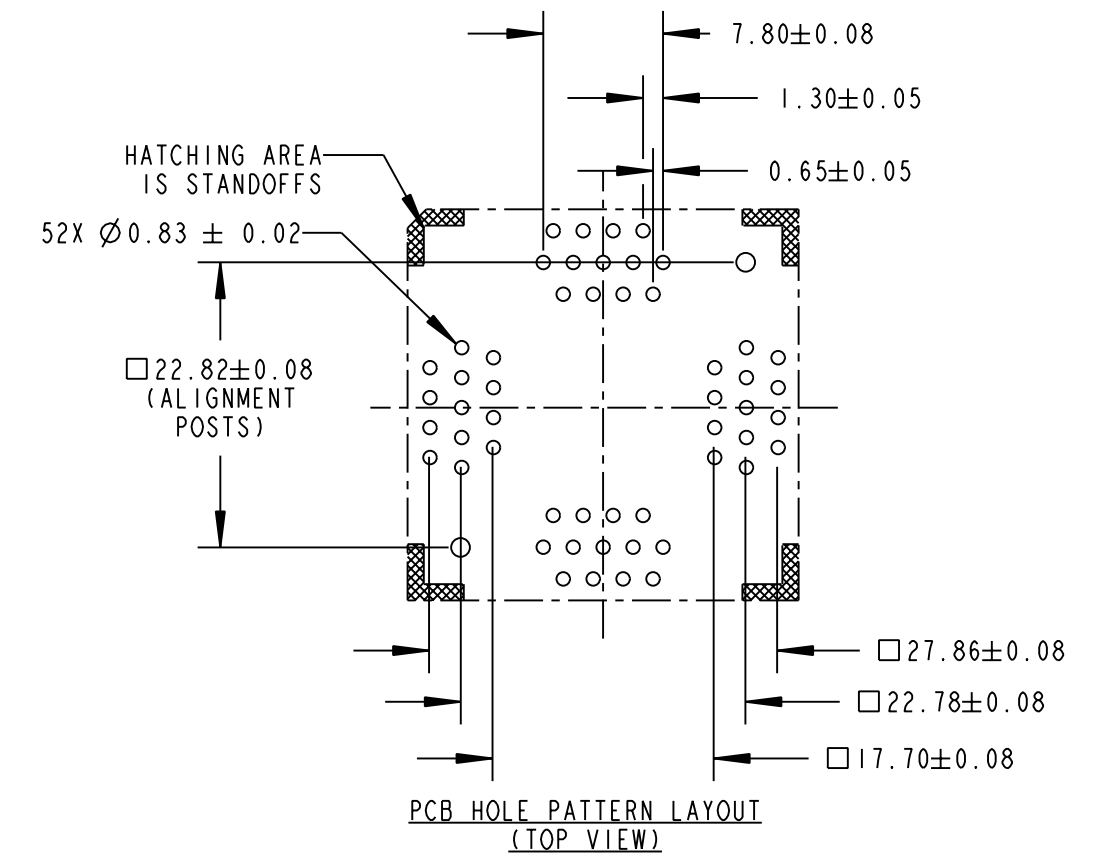 7.80±0.08
1.30±0.05
HATCHING AREA
IS STANDOFFS
0.65±0.05
52X Ø0.83 ± 0.02
□22.82±0.08
(ALIGNMENT
POSTS)
□27.86±0.08
□22.78±0.08
□17.70±0.08
PCB HOLE PATTERN LAYOUT
(TOP VIEW)